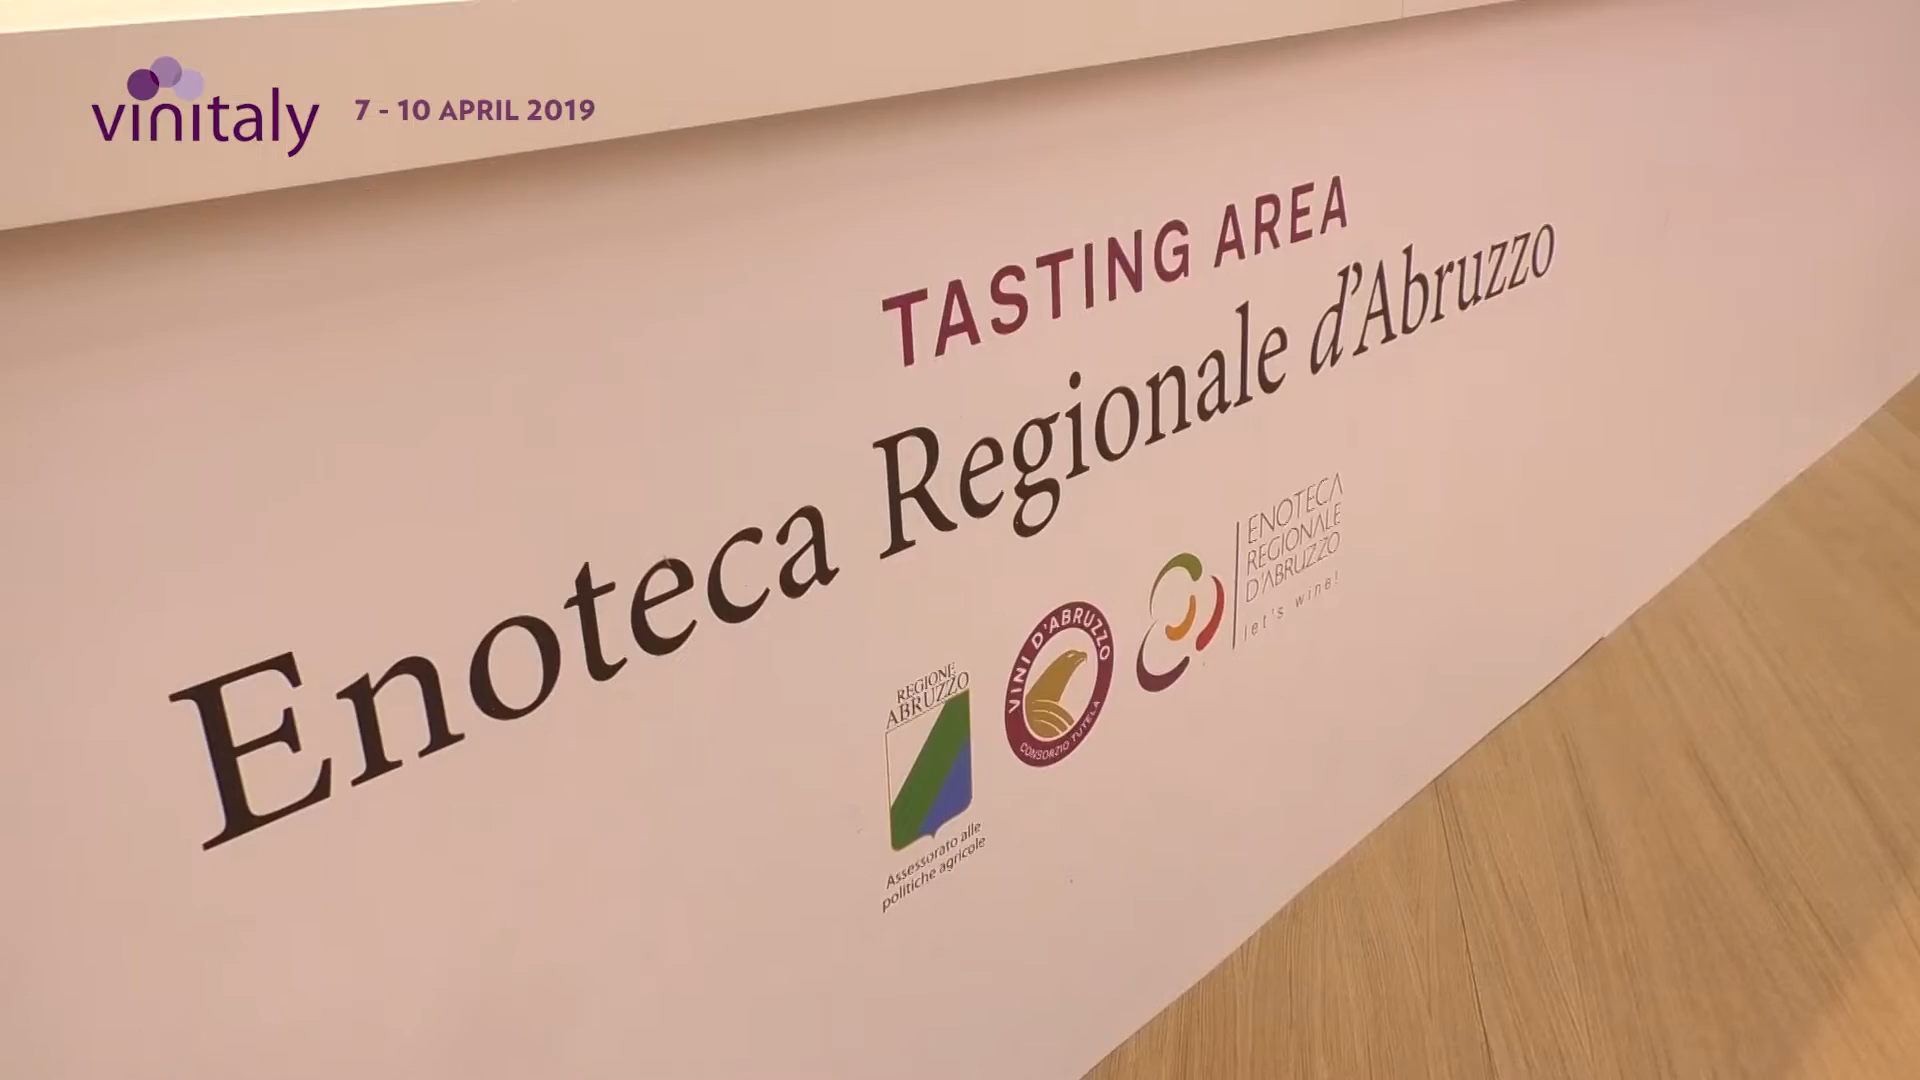 vinitaly 7 - 10 APRIL 2019
TASTING AREA
Enoteca Regionale d'Abruzzo
REGIONE
ABRUZZO
Assessorato alle
politiche agricole
VINI D'ABRUZZO
CONSORZIO TUTELA
ENOTECA
REGIONALE
D'ABRUZZO
let's wine!